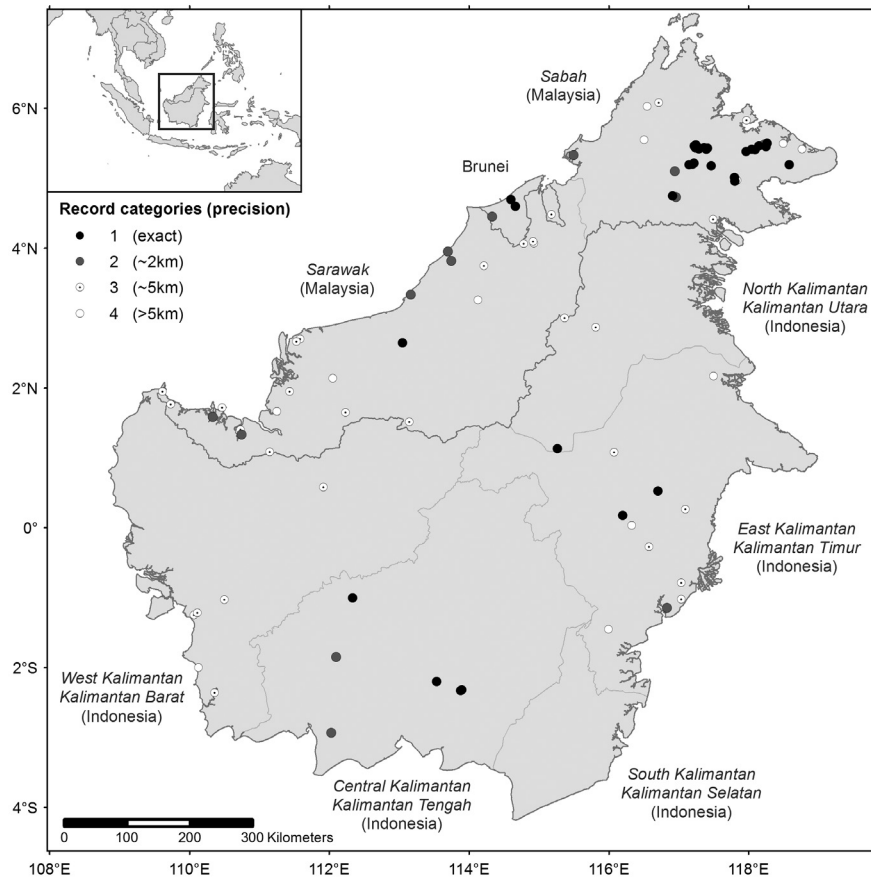 6°N
4°N
2°N
0°
2°S
4°S
Sabah
(Malaysia)
Brunei
Record categories (precision)
1 (exact)
2 (~2km)
3 (~5km)
4 (>5km)
Sarawak
(Malaysia)
North Kalimantan
Kalimantan Utara
(Indonesia)
East Kalimantan
Kalimantan Timur
(Indonesia)
West Kalimantan
Kalimantan Barat
(Indonesia)
Central Kalimantan
Kalimantan Tengah
(Indonesia)
South Kalimantan
Kalimantan Selatan
(Indonesia)
0 100 200 300 Kilometers
108°E 110°E 112°E 114°E 116°E 118°E